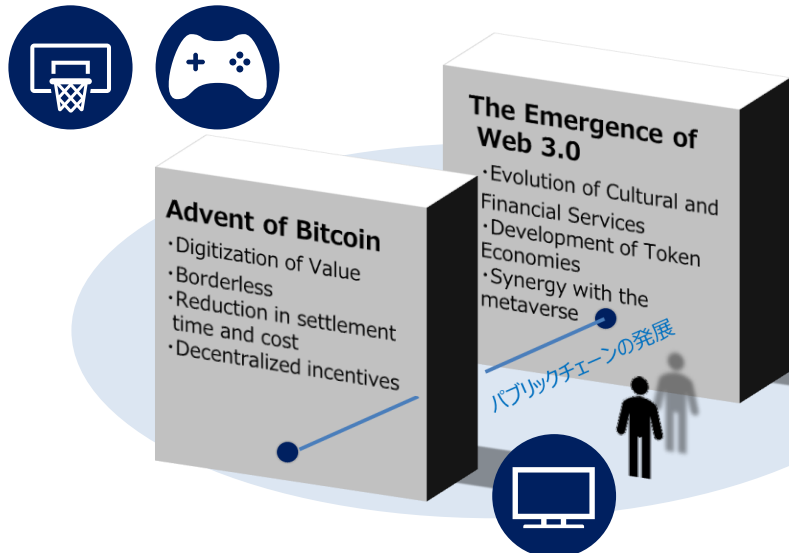 The Emergence of
Web 3.0
・Evolution of Cultural and
Financial Services
・Development of Token
Economies
・Synergy with the
metaverse
Advent of Bitcoin
・Digitization of Value
・Borderless
・Reduction in settlement
time and cost
・Decentralized incentives
パブリックチェーンの発展